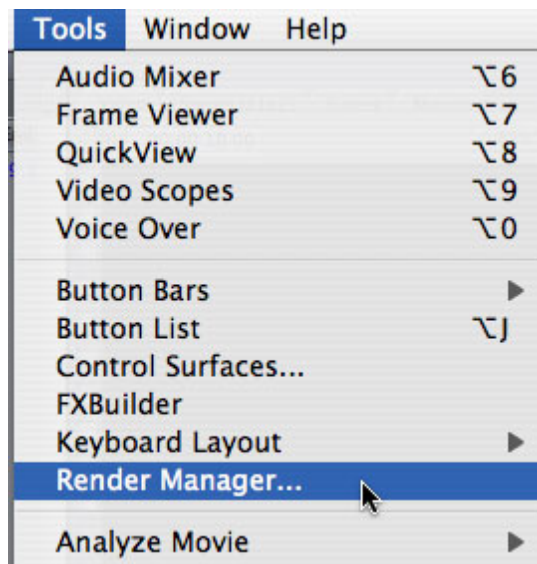 Tools Window Help
Audio Mixer ⌥6
Frame Viewer ⌥7
QuickView ⌥8
Video Scopes ⌥9
Voice Over ⌥0
Button Bars ▶
Button List ⌥J
Control Surfaces...
FXBuilder
Keyboard Layout ▶
Render Manager...
Analyze Movie ▶